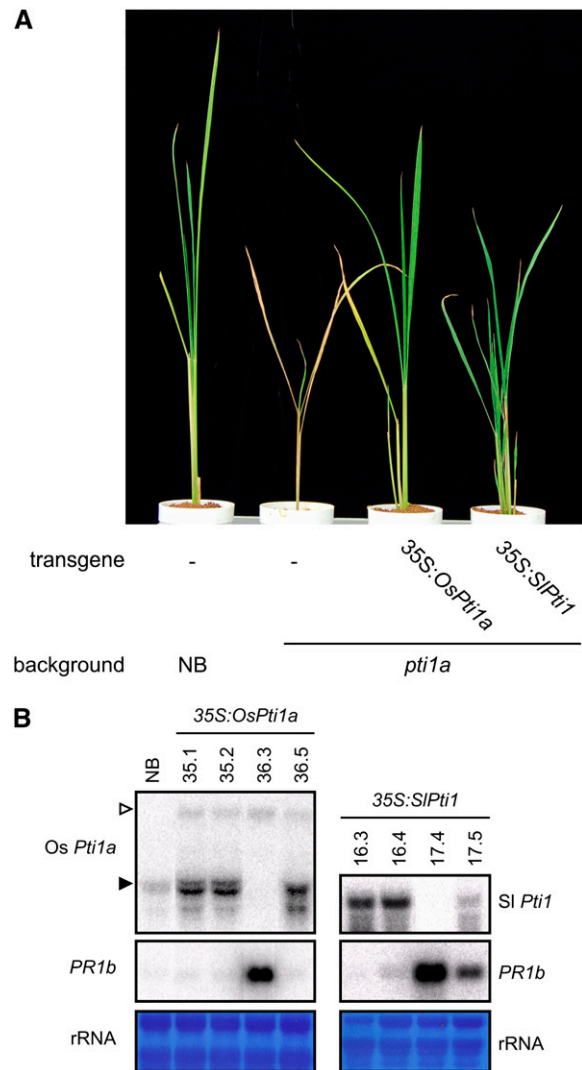 A
transgene - - 35S:OsPti1a 35S:SlPti1
background NB pti1a
B
35S:OsPti1a
NB 35.1 35.2 36.3 36.5
35S:SlPti1
16.3 16.4 17.4 17.5
Os Pti1a
Sl Pti1
PR1b
PR1b
rRNA
rRNA